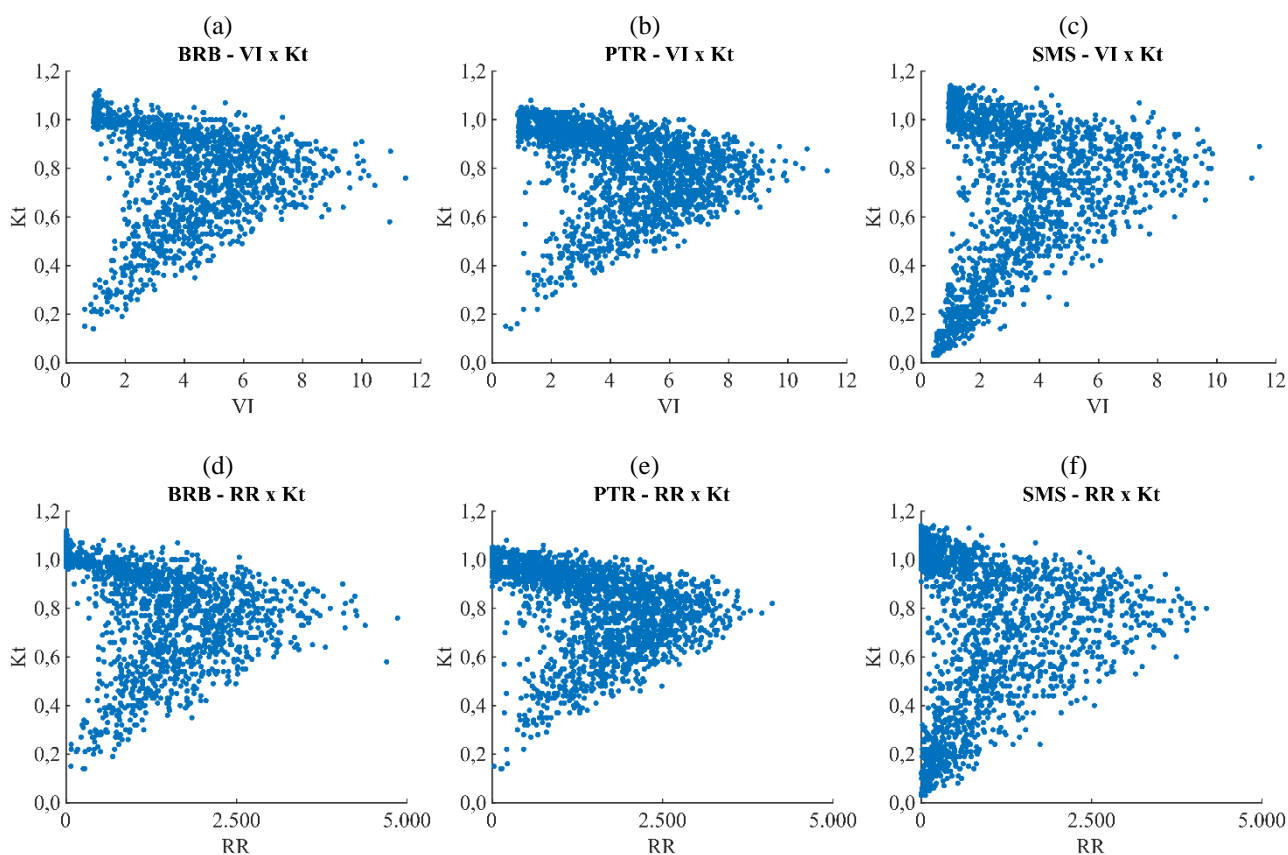 (a)
BRB - VI x Kt
1,2
1,0
0,8
0,6
0,4
0,2
0,0
Kt
0 2 4 6 8 10 12
VI
(b)
PTR - VI x Kt
1,2
1,0
0,8
0,6
0,4
0,2
0,0
Kt
0 2 4 6 8 10 12
VI
(c)
SMS - VI x Kt
1,2
1,0
0,8
0,6
0,4
0,2
0,0
Kt
0 2 4 6 8 10 12
VI
(d)
BRB - RR x Kt
1,2
1,0
0,8
0,6
0,4
0,2
0,0
Kt
0 2.500 5.000
RR
(e)
PTR - RR x Kt
1,2
1,0
0,8
0,6
0,4
0,2
0,0
Kt
0 2.500 5.000
RR
(f)
SMS - RR x Kt
1,2
1,0
0,8
0,6
0,4
0,2
0,0
Kt
0 2.500 5.000
RR